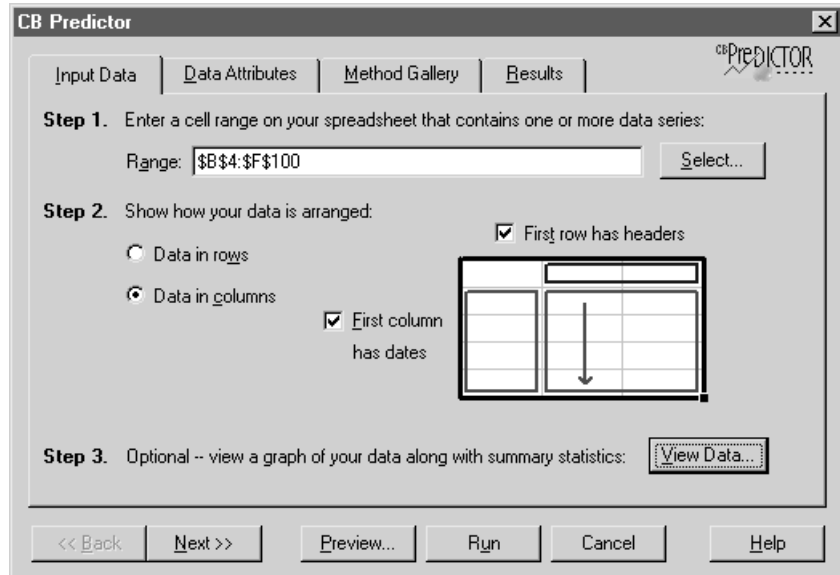 CB Predictor
CB PreDICTOR
Input Data Data Attributes Method Gallery Results
Step 1. Enter a cell range on your spreadsheet that contains one or more data series:
Range: $B$4:$F$100 Select...
Step 2. Show how your data is arranged:
First row has headers
Data in rows
Data in columns
First column
has dates
Step 3. Optional -- view a graph of your data along with summary statistics: View Data...
<< Back Next >> Preview... Run Cancel Help